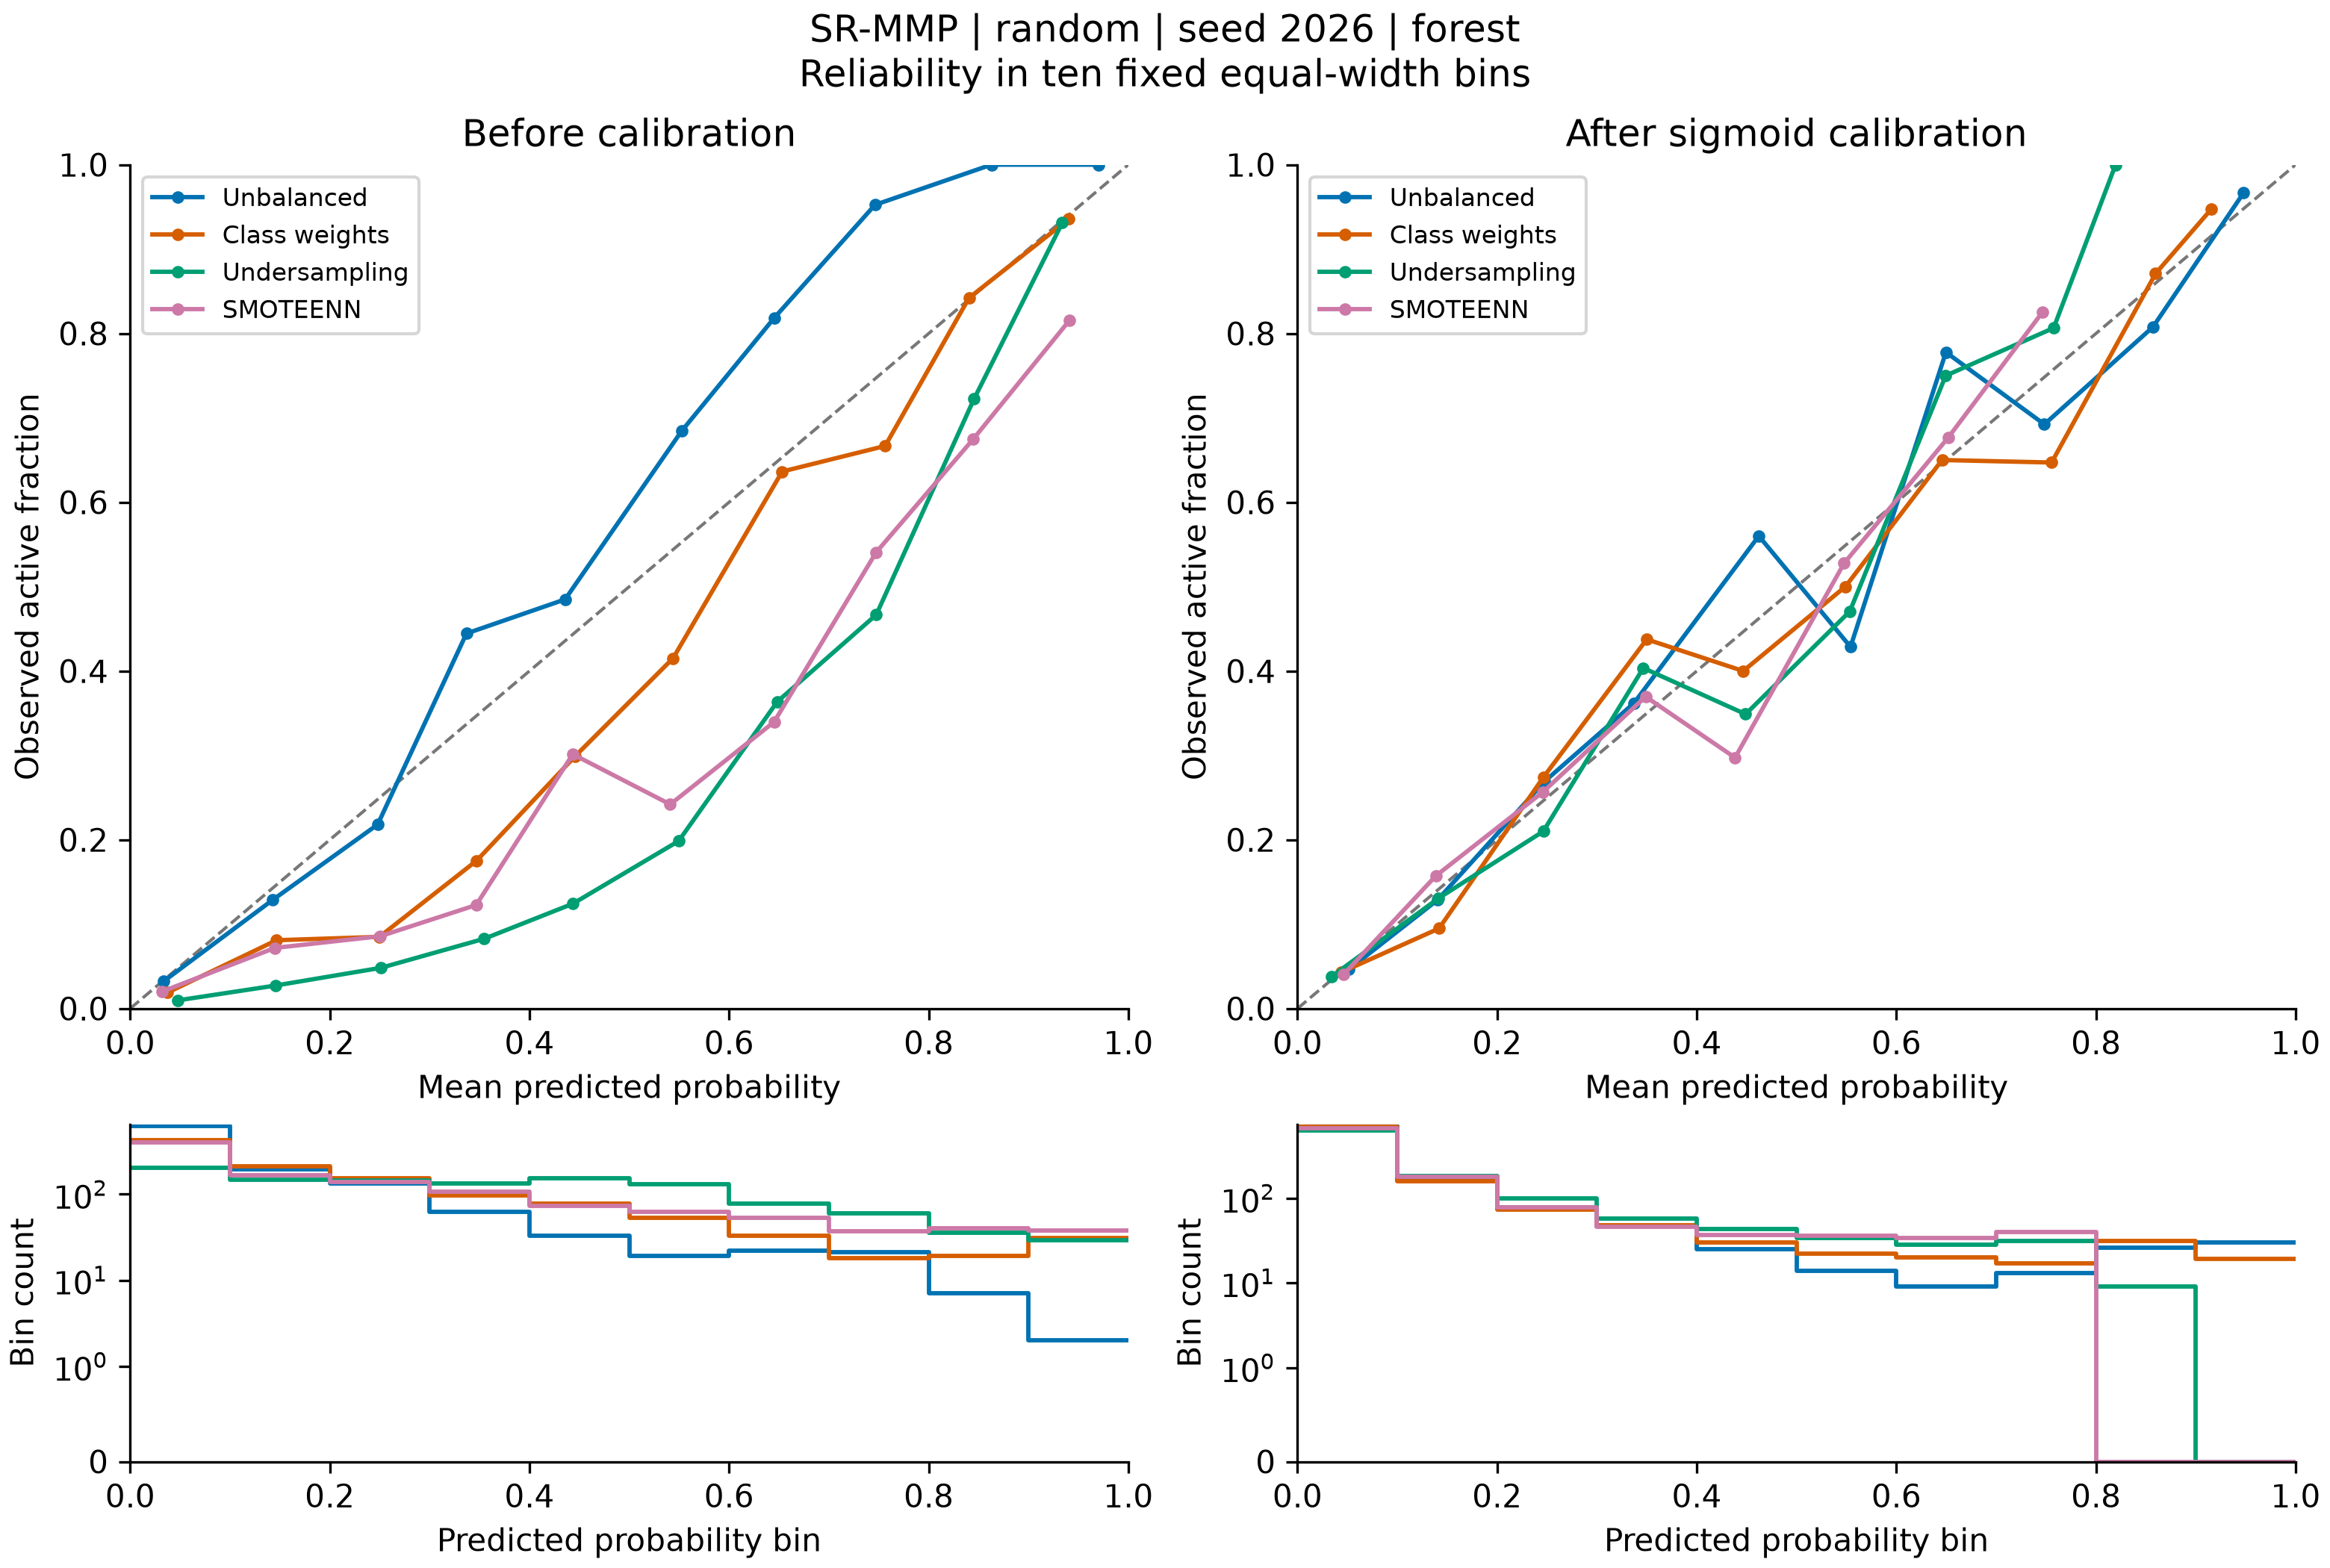 SR-MMP | random | seed 2026 | forest
Reliability in ten fixed equal-width bins
Before calibration
1.0
0.8
0.6
0.4
0.2
0.0
Observed active fraction
Unbalanced
Class weights
Undersampling
SMOTEENN
0.0 0.2 0.4 0.6 0.8 1.0
Mean predicted probability
After sigmoid calibration
1.0
0.8
0.6
0.4
0.2
0.0
Observed active fraction
Unbalanced
Class weights
Undersampling
SMOTEENN
0.0 0.2 0.4 0.6 0.8 1.0
Mean predicted probability
10²
10¹
10⁰
0
Bin count
0.0 0.2 0.4 0.6 0.8 1.0
Predicted probability bin
10²
10¹
10⁰
0
Bin count
0.0 0.2 0.4 0.6 0.8 1.0
Predicted probability bin